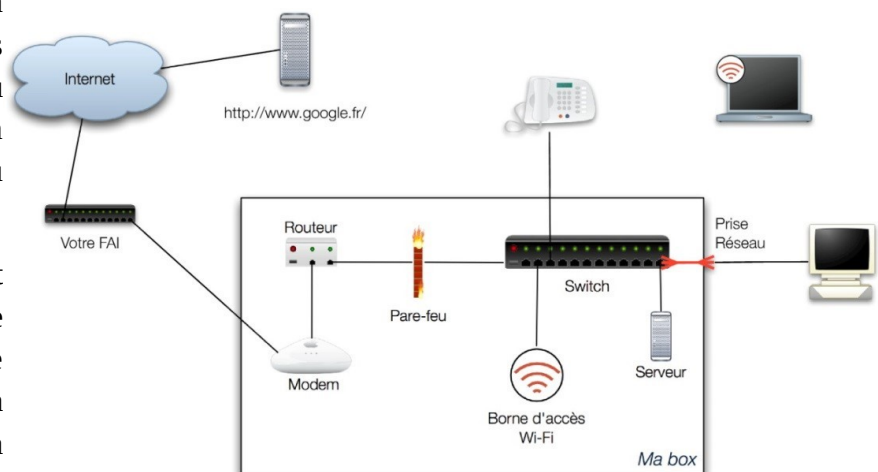 Internet
http://www.google.fr/
Votre FAI
Routeur
Pare-feu
Modem
Switch
Prise
Réseau
Serveur
Borne d'accès
Wi-Fi
Ma box